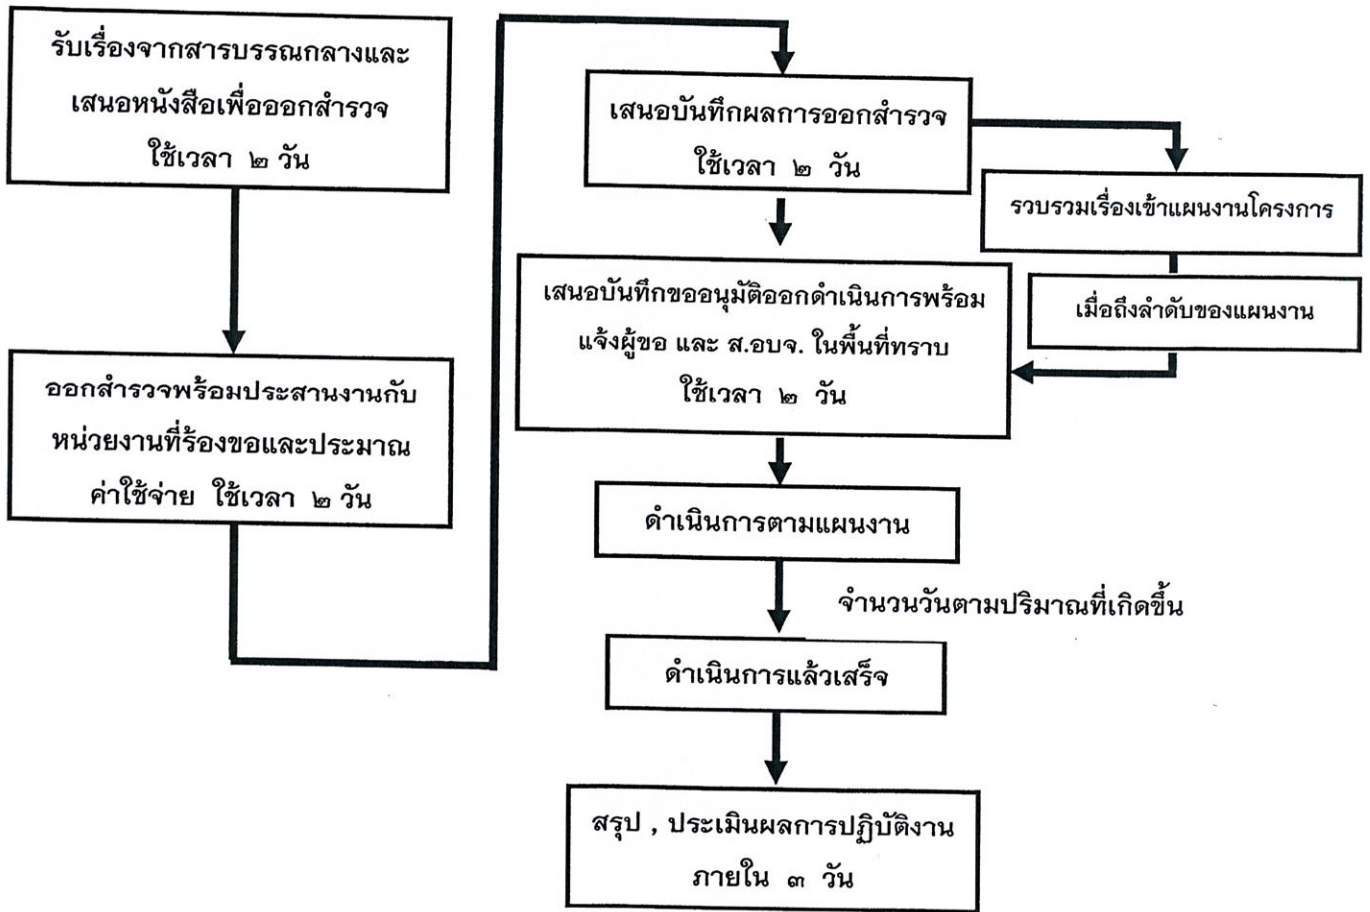 รับเรื่องจากสารบรรณกลางและ
เสนอหนังสือเพื่อออกสำรวจ
ใช้เวลา ๒ วัน
ออกสำรวจพร้อมประสานงานกับ
หน่วยงานที่ร้องขอและประมาณ
ค่าใช้จ่าย ใช้เวลา ๒ วัน
เสนอบันทึกผลการออกสำรวจ
ใช้เวลา ๒ วัน
รวบรวมเรื่องเข้าแผนงานโครงการ
เมื่อถึงลำดับของแผนงาน
เสนอบันทึกขออนุมัติออกดำเนินการพร้อม
แจ้งผู้ขอ และ ส.อบจ. ในพื้นที่ทราบ
ใช้เวลา ๒ วัน
ดำเนินการตามแผนงาน
จำนวนวันตามปริมาณที่เกิดขึ้น
ดำเนินการแล้วเสร็จ
สรุป , ประเมินผลการปฏิบัติงาน
ภายใน ๓ วัน